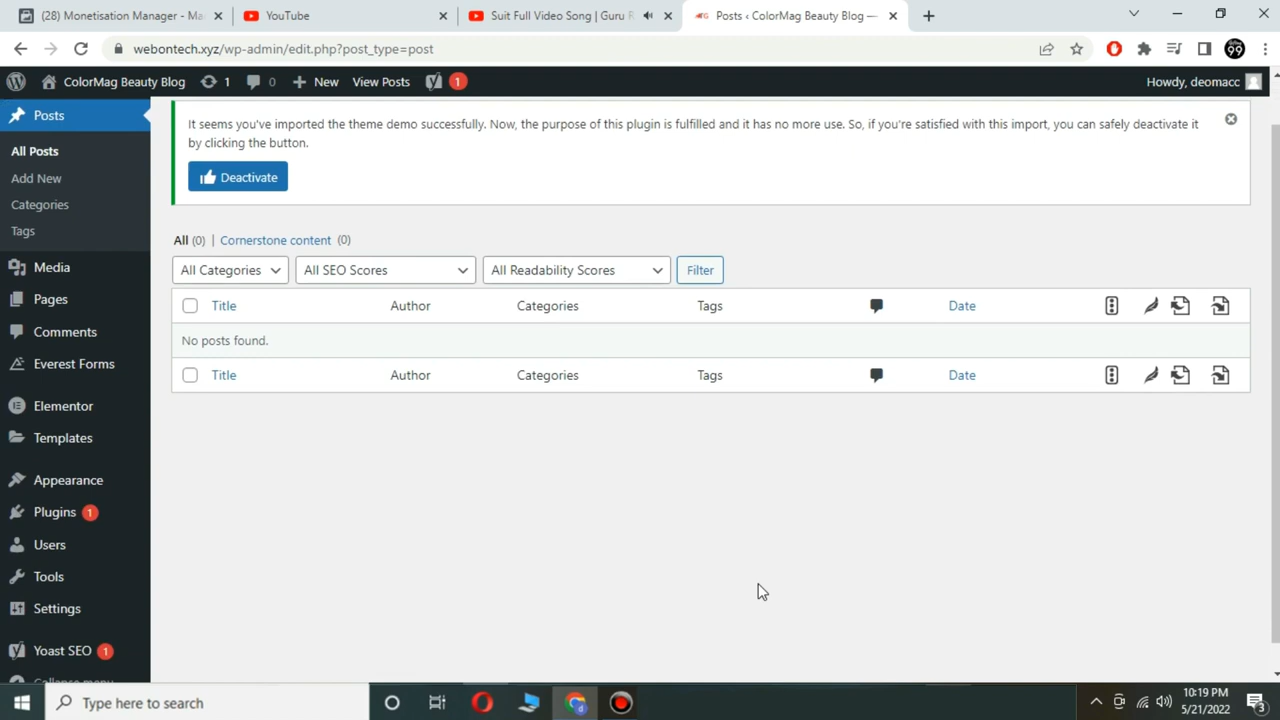 (28) Monetisation Manager - Ma
YouTube
Suit Full Video Song | Guru R
Posts ‹ ColorMag Beauty Blog —
webontech.xyz/wp-admin/edit.php?post_type=post
99
ColorMag Beauty Blog
1
0
New
View Posts
1
Howdy, deomacc
Posts
All Posts
Add New
Categories
Tags
Media
Pages
Comments
Everest Forms
Elementor
Templates
Appearance
Plugins 1
Users
Tools
Settings
Yoast SEO 1
Collapse menu
It seems you've imported the theme demo successfully. Now, the purpose of this plugin is fulfilled and it has no more use. So, if you're satisfied with this import, you can safely deactivate it
by clicking the button.
Deactivate
All (0) | Cornerstone content (0)
All Categories
All SEO Scores
All Readability Scores
Filter
Title Author Categories Tags Date
No posts found.
Title Author Categories Tags Date
Type here to search
10:19 PM
5/21/2022
3